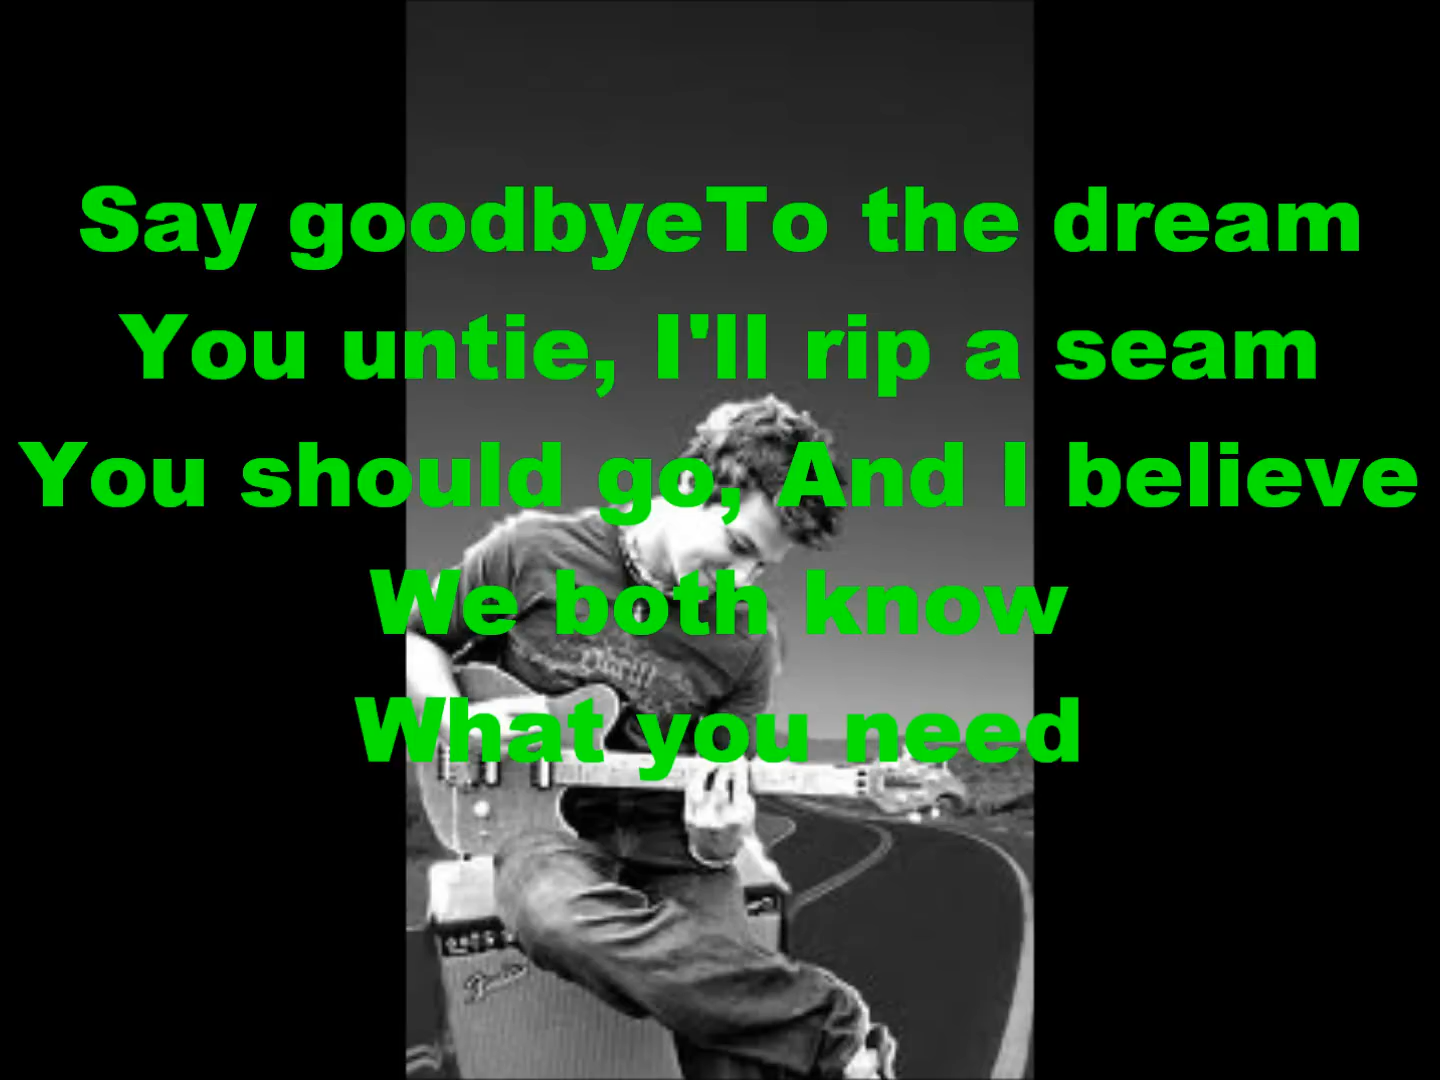 Say goodbyeTo the dream
You untie, I'll rip a seam
You should go, And I believe
We both know
What you need
Fender